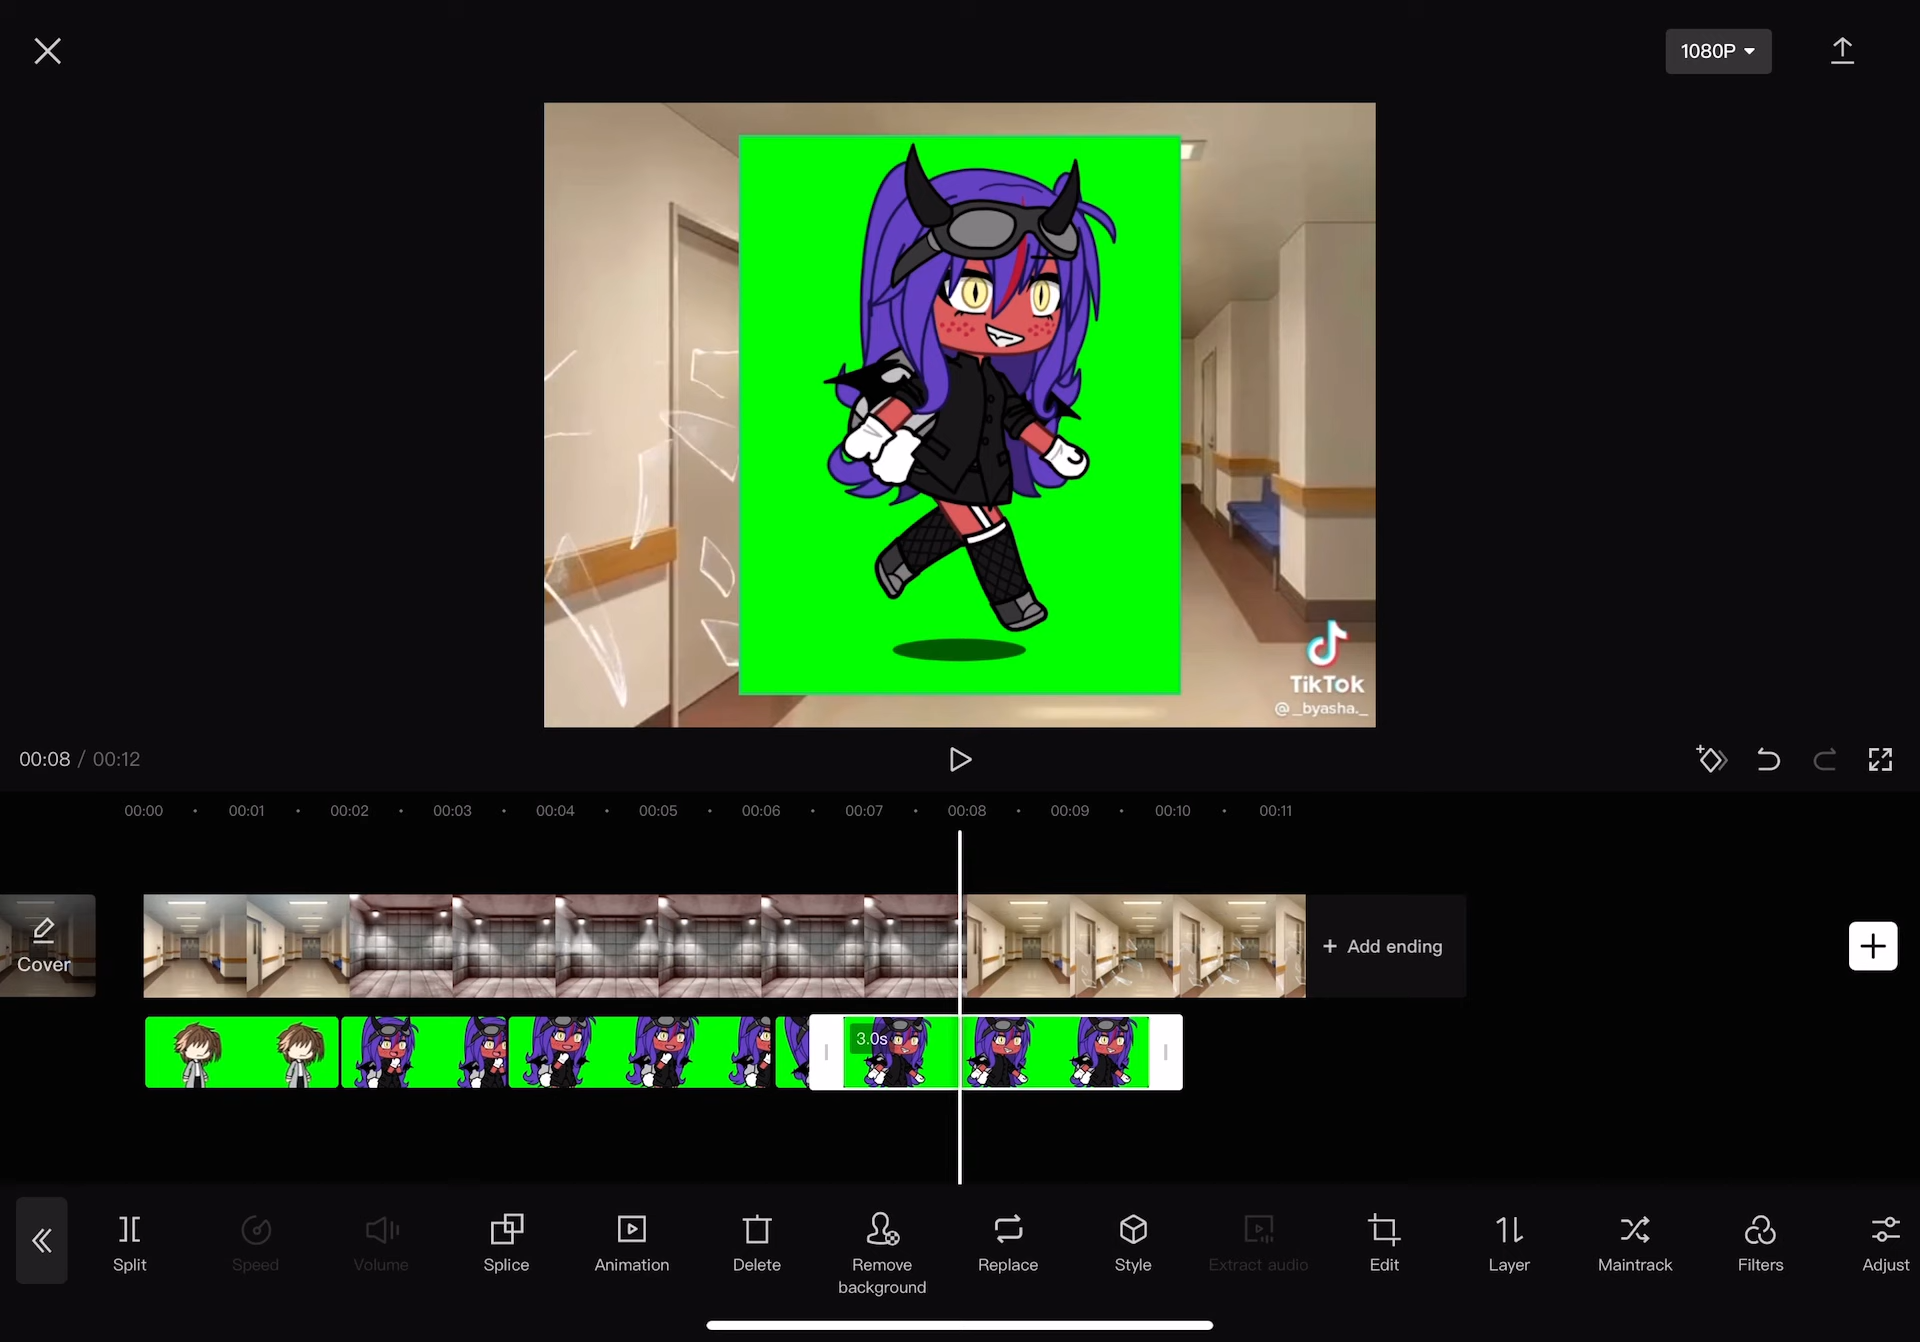 1080P
TikTok
@_byasha._
00:08 / 00:12
00:00 00:01 00:02 00:03 00:04 00:05 00:06 00:07 00:08 00:09 00:10 00:11
Cover
+ Add ending
3.0s
Split
Speed
Volume
Splice
Animation
Delete
Remove
background
Replace
Style
Extract audio
Edit
Layer
Maintrack
Filters
Adjust